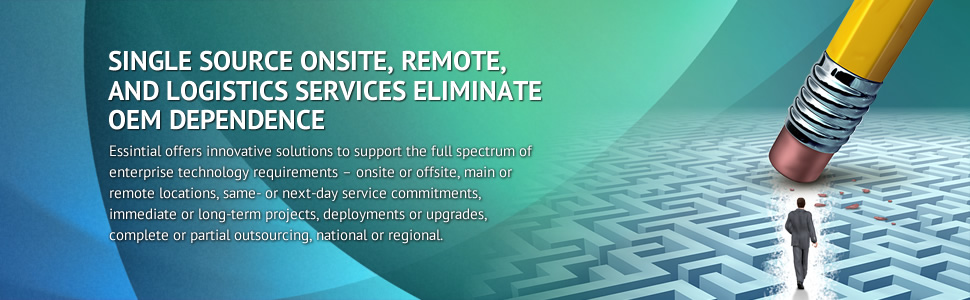 SINGLE SOURCE ONSITE, REMOTE,
AND LOGISTICS SERVICES ELIMINATE
OEM DEPENDENCE
Essintial offers innovative solutions to support the full spectrum of
enterprise technology requirements – onsite or offsite, main or
remote locations, same- or next-day service commitments,
immediate or long-term projects, deployments or upgrades,
complete or partial outsourcing, national or regional.